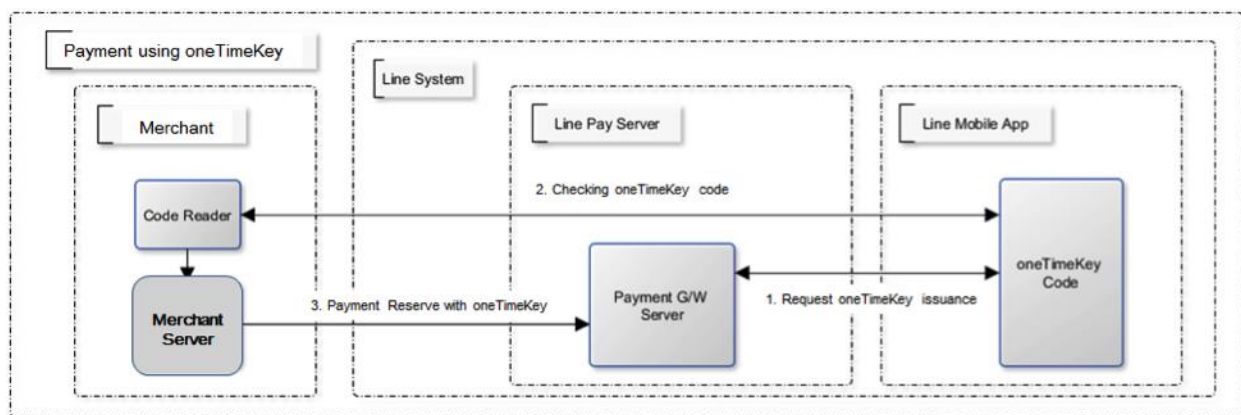 Payment using oneTimeKey
Line System
Merchant
Line Pay Server
Line Mobile App
2. Checking oneTimeKey code
Code Reader
oneTimeKey
Code
Payment G/W
Server
1. Request oneTimeKey issuance
3. Payment Reserve with oneTimeKey
Merchant
Server